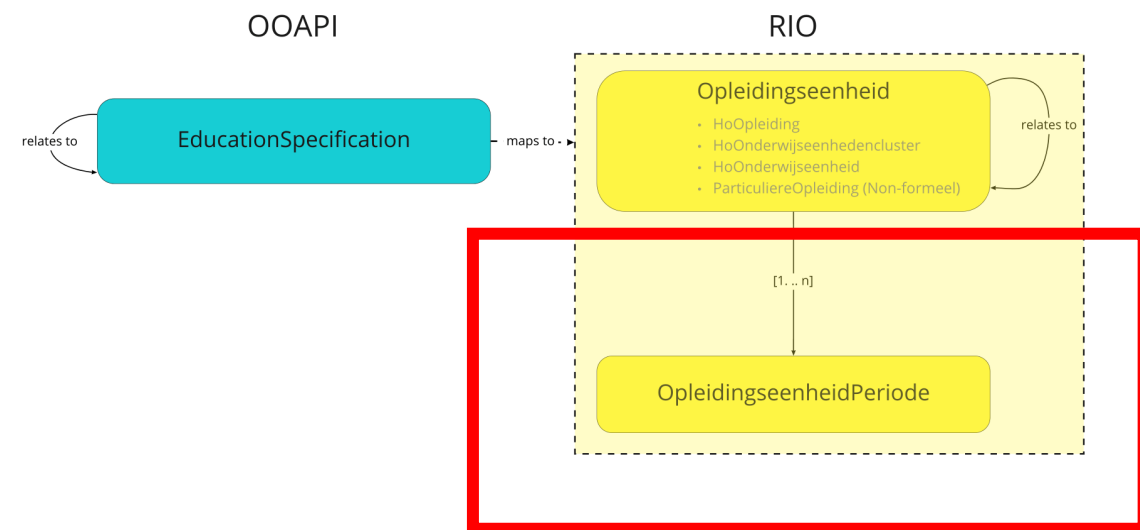 OOAPI
RIO
EducationSpecification
relates to
maps to
Opleidingseenheid
• HoOpleiding
• HoOnderwijseenhedencluster
• HoOnderwijseenheid
• ParticuliereOpleiding (Non-formeel)
relates to
[1. .. n]
OpleidingseenheidPeriode